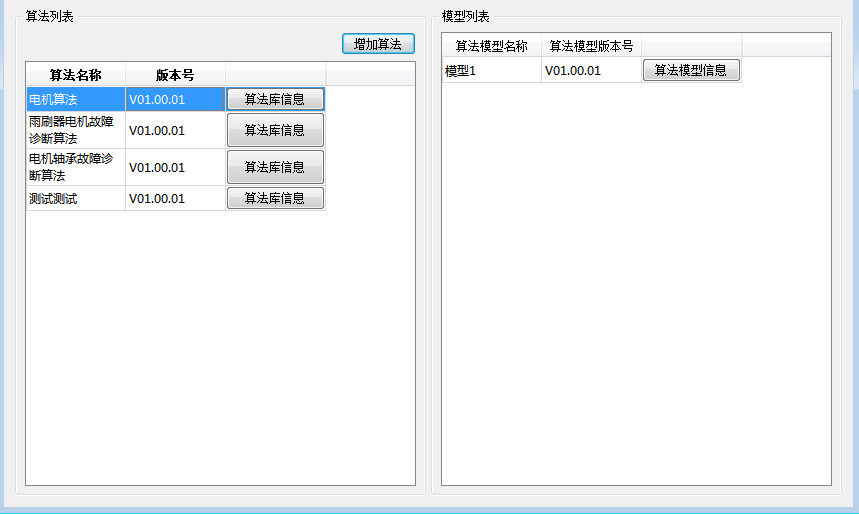 算法列表
增加算法
算法名称 版本号
电机算法 V01.00.01 算法库信息
雨刷器电机故障
诊断算法 V01.00.01 算法库信息
电机轴承故障诊
断算法 V01.00.01 算法库信息
测试测试 V01.00.01 算法库信息
模型列表
算法模型名称 算法模型版本号
模型1 V01.00.01 算法模型信息